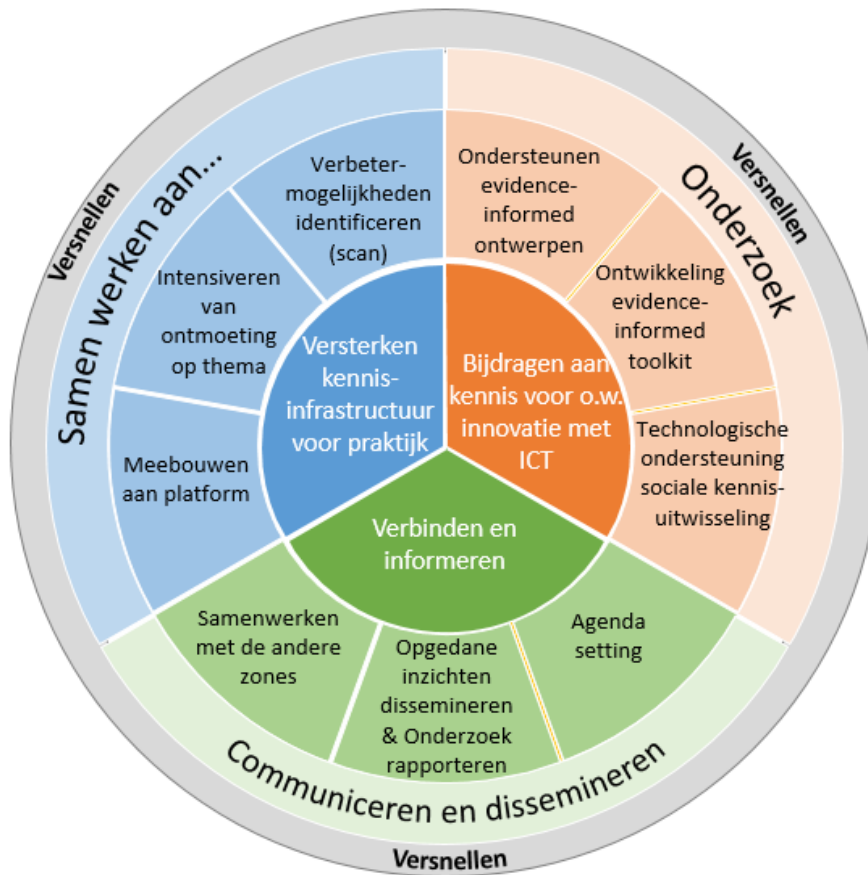 Versnellen
Samen werken aan...
Verbeter-
mogelijkheden
identificeren
(scan)
Intensiveren
van
ontmoeting
op thema
Meebouwen
aan platform
Versterken
kennis-
infrastructuur
voor praktijk
Versnellen
Onderzoek
Ondersteunen
evidence-
informed
ontwerpen
Ontwikkeling
evidence-
informed
toolkit
Technologische
ondersteuning
sociale kennis-
uitwisseling
Bijdragen aan
kennis voor o.w.
innovatie met
ICT
Verbinden en
informeren
Samenwerken
met de andere
zones
Opgedane
inzichten
dissemineren
& Onderzoek
rapporteren
Agenda
setting
Communiceren en dissemineren
Versnellen